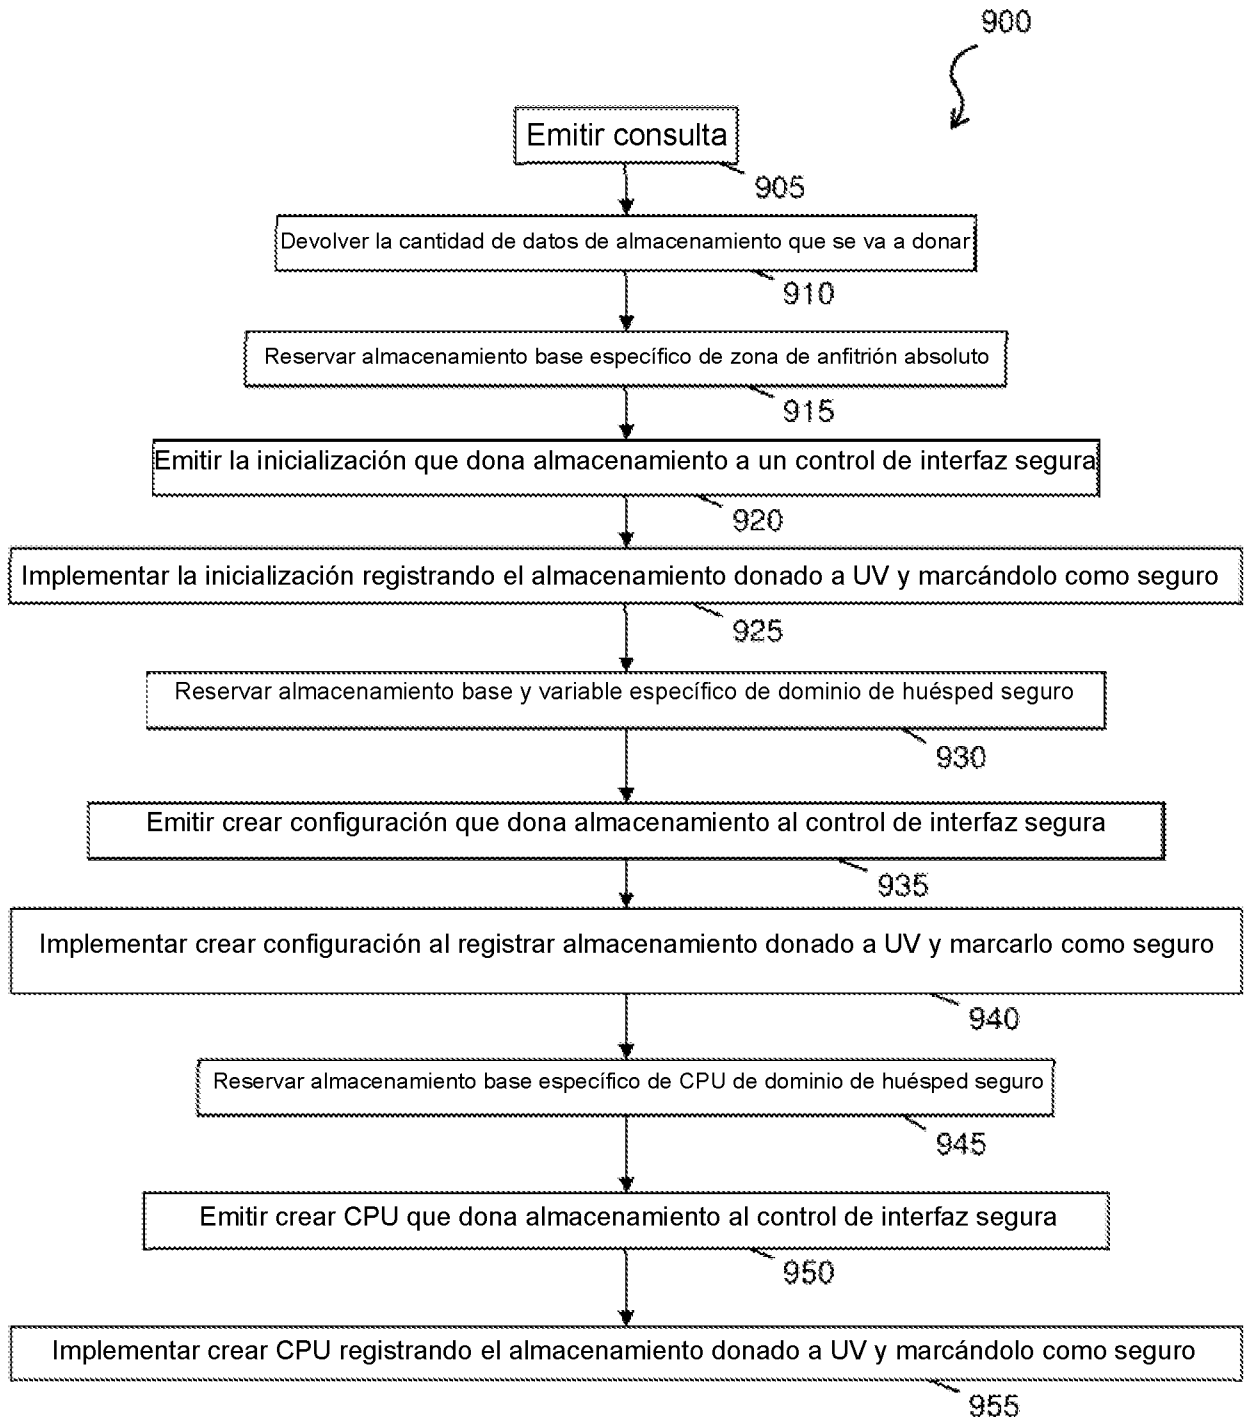 900
Emitir consulta
905
Devolver la cantidad de datos de almacenamiento que se va a donar
910
Reservar almacenamiento base específico de zona de anfitrión absoluto
915
Emitir la inicialización que dona almacenamiento a un control de interfaz segura
920
Implementar la inicialización registrando el almacenamiento donado a UV y marcándolo como seguro
925
Reservar almacenamiento base y variable específico de dominio de huésped seguro
930
Emitir crear configuración que dona almacenamiento al control de interfaz segura
935
Implementar crear configuración al registrar almacenamiento donado a UV y marcarlo como seguro
940
Reservar almacenamiento base específico de CPU de dominio de huésped seguro
945
Emitir crear CPU que dona almacenamiento al control de interfaz segura
950
Implementar crear CPU registrando el almacenamiento donado a UV y marcándolo como seguro
955